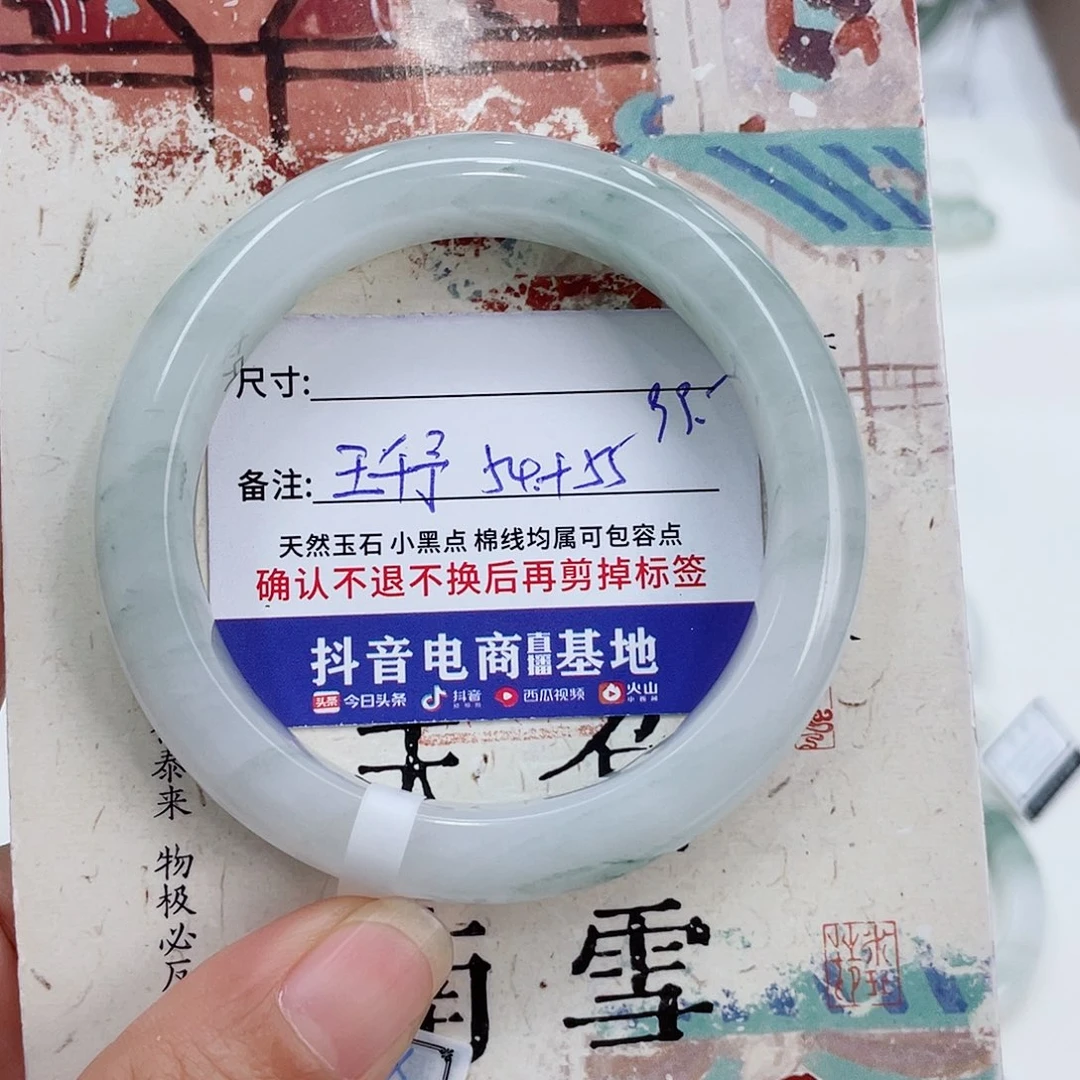 尺寸:
备注: 54.+55
天然玉石 小黑点 棉线均属可包容点
确认不退不换后再剪掉标签
抖音电商直播基地
头条 今日头条 抖音 西瓜视频 火山
泰来 物极必反
雪